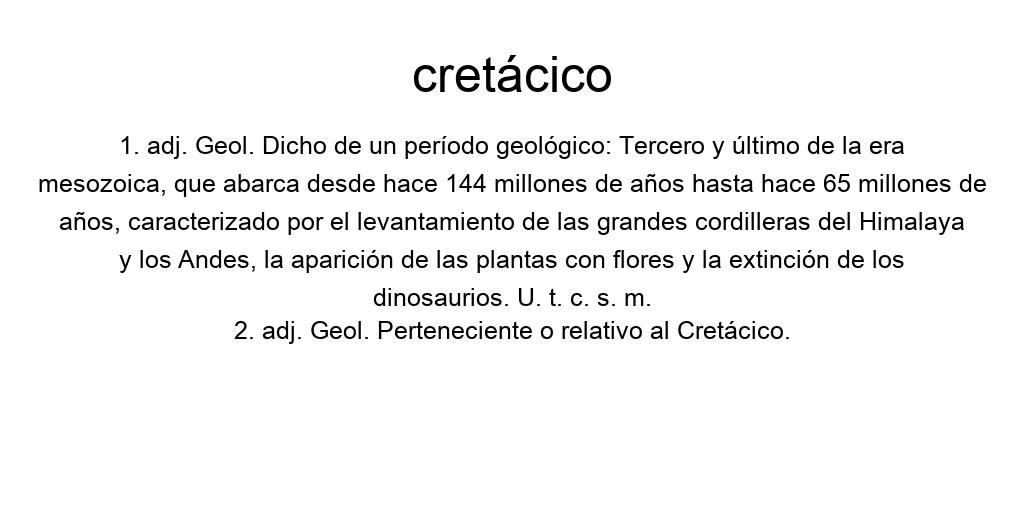 cretácico
1. adj. Geol. Dicho de un período geológico: Tercero y último de la era
mesozoica, que abarca desde hace 144 millones de años hasta hace 65 millones de
años, caracterizado por el levantamiento de las grandes cordilleras del Himalaya
y los Andes, la aparición de las plantas con flores y la extinción de los
dinosaurios. U. t. c. s. m.
2. adj. Geol. Perteneciente o relativo al Cretácico.